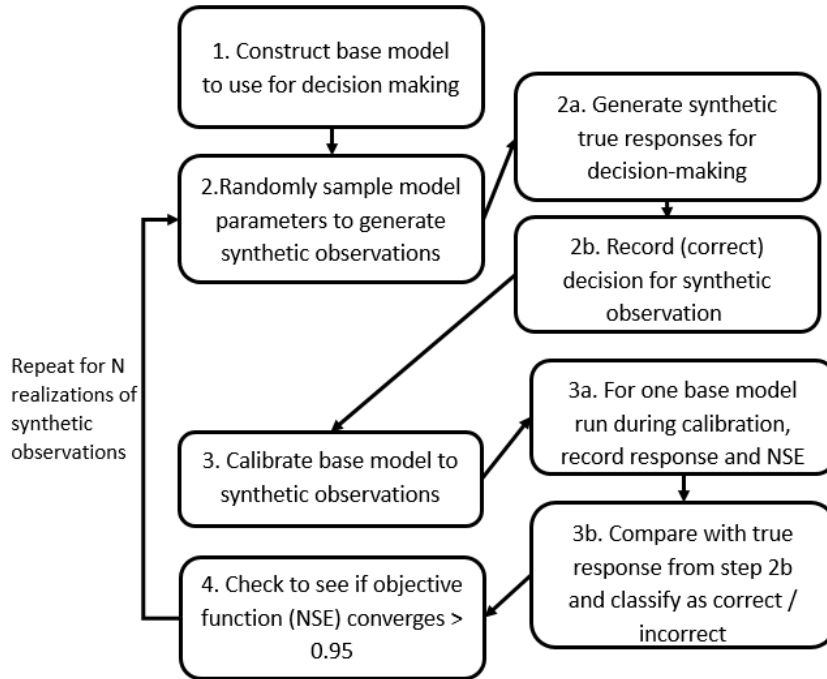 1. Construct base model
to use for decision making
2a. Generate synthetic
true responses for
decision-making
2.Randomly sample model
parameters to generate
synthetic observations
2b. Record (correct)
decision for synthetic
observation
Repeat for N
realizations of
synthetic
observations
3. Calibrate base model to
synthetic observations
3a. For one base model
run during calibration,
record response and NSE
3b. Compare with true
response from step 2b
and classify as correct /
incorrect
4. Check to see if objective
function (NSE) converges >
0.95